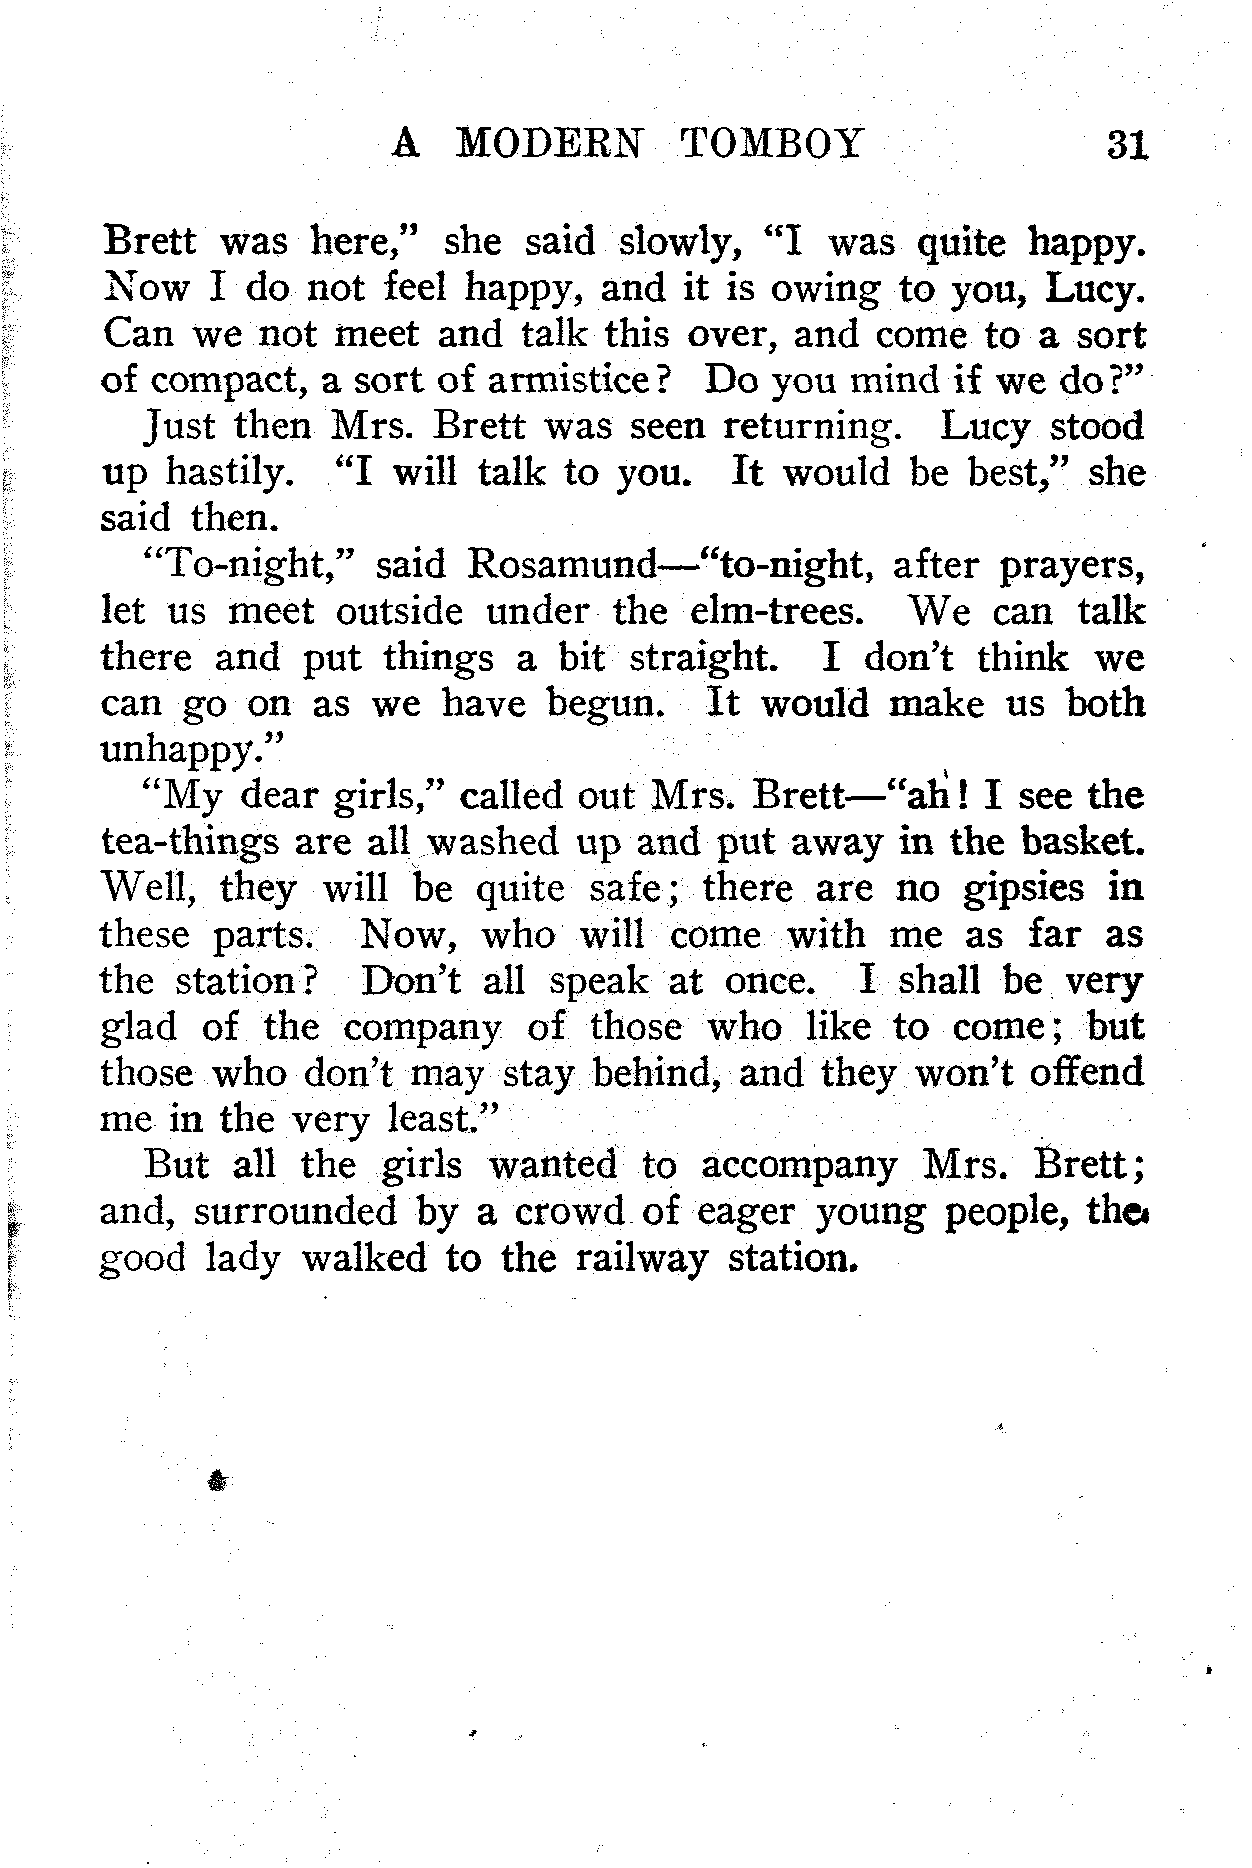 A MODERN TOMBOY 31
Brett was here,” she said slowly, “I was quite happy.
Now I do not feel happy, and it is owing to you, Lucy.
Can we not meet and talk this over, and come to a sort
of compact, a sort of armistice? Do you mind if we do?”
Just then Mrs. Brett was seen returning. Lucy stood
up hastily. “I will talk to you. It would be best,” she
said then.
“To-night,” said Rosamund—“to-night, after prayers,
let us meet outside under the elm-trees. We can talk
there and put things a bit straight. I don’t think we
can go on as we have begun. It would make us both
unhappy.”
“My dear girls,” called out Mrs. Brett—“ah! I see the
tea-things are all washed up and put away in the basket.
Well, they will be quite safe; there are no gipsies in
these parts. Now, who will come with me as far as
the station? Don’t all speak at once. I shall be very
glad of the company of those who like to come; but
those who don’t may stay behind, and they won’t offend
me in the very least.”
But all the girls wanted to accompany Mrs. Brett;
and, surrounded by a crowd of eager young people, the
good lady walked to the railway station.